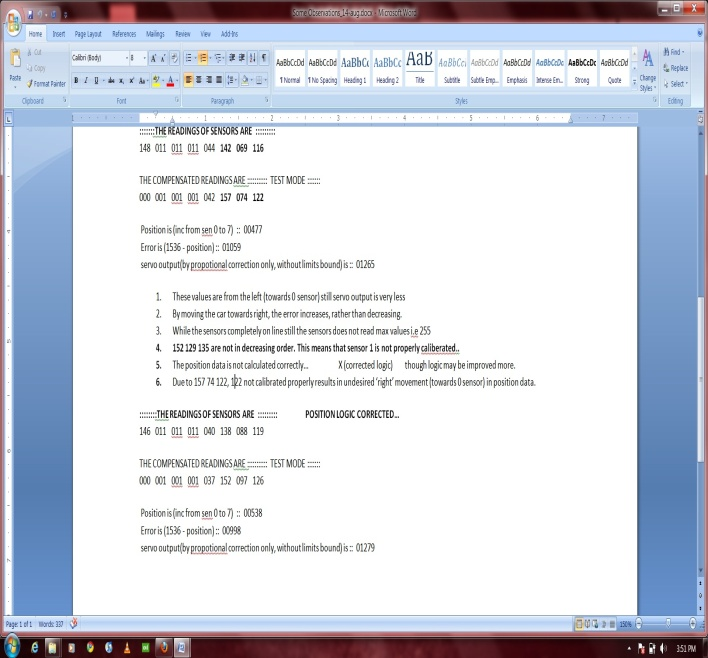 Some Observations_14-aug.docx - Microsoft Word
Home Insert Page Layout References Mailings Review View Add-Ins
Paste
Cut
Copy
Format Painter
Calibri (Body) 8
AaBbCcDd AaBbCcDd AaBbCc AaBbCc AaB AaBbCc AaBbCcDd AaBbCcDd AaBbCcDc AaBbCcDc AaBbCcDd
¶ Normal ¶ No Spacing Heading 1 Heading 2 Title Subtitle Subtle Emp... Emphasis Intense Em... Strong Quote
Change Styles
Find
Replace
Select
Clipboard Font Paragraph Styles Editing
:::::::THE READINGS OF SENSORS ARE :::::::::
148 011 011 011 044 142 069 116
THE COMPENSATED READINGS ARE :::::::::: TEST MODE ::::::
000 001 001 001 042 157 074 122
Position is (inc from sen 0 to 7) :: 00477
Error is (1536 - position) :: 01059
servo output(by propotional correction only, without limits bound) is :: 01265
1. These values are from the left (towards 0 sensor) still servo output is very less
2. By moving the car towards right, the error increases, rather than decreasing.
3. While the sensors completely on line still the sensors does not read max values i.e 255
4. 152 129 135 are not in decreasing order. This means that sensor 1 is not properly caliberated..
5. The position data is not calculated correctly... X (corrected logic) though logic may be improved more.
6. Due to 157 74 122, 122 not calibrated properly results in undesired 'right' movement (towards 0 sensor) in position data.
::::::::THE READINGS OF SENSORS ARE ::::::::: POSITION LOGIC CORRECTED...
146 011 011 011 040 138 088 119
THE COMPENSATED READINGS ARE :::::::::: TEST MODE ::::::
000 001 001 001 037 152 097 126
Position is (inc from sen 0 to 7) :: 00538
Error is (1536 - position) :: 00998
servo output(by propotional correction only, without limits bound) is :: 01279
Page: 1 of 1 Words: 337 150%
3:51 PM